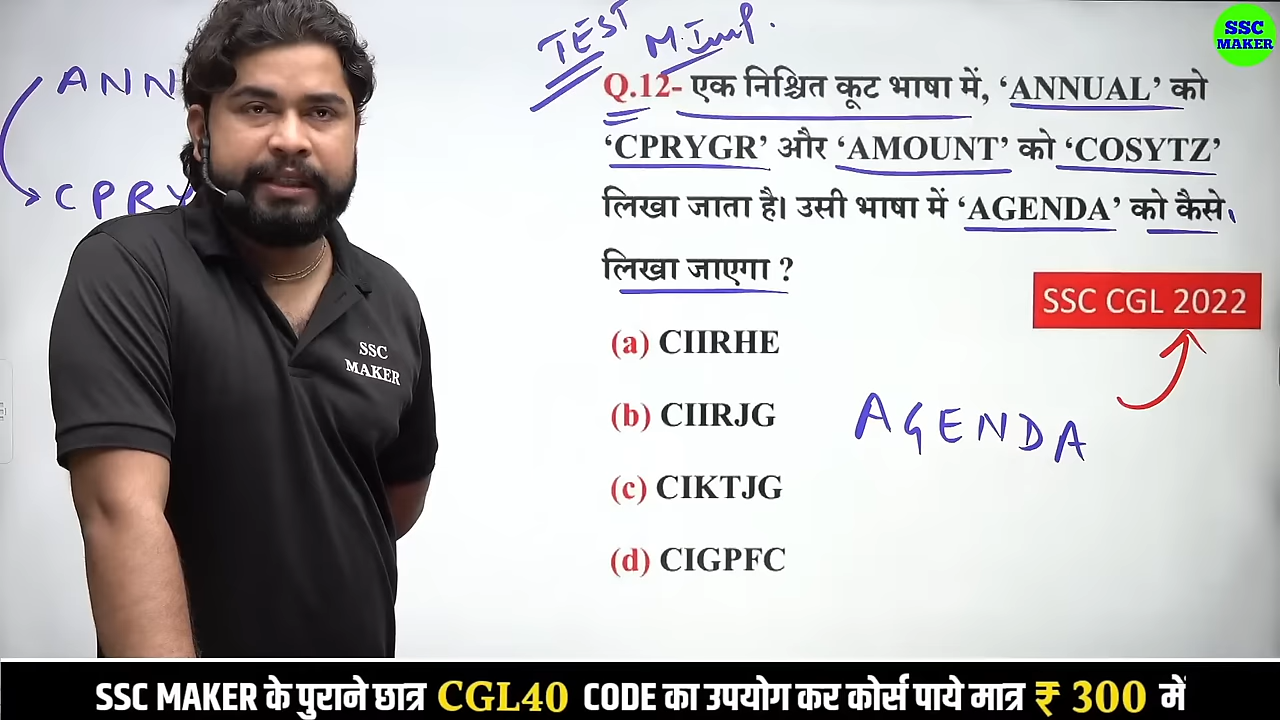 SSC
MAKER
TEST M.Imp.
ANN
CPRY
Q.12- एक निश्चित कूट भाषा में, ‘ANNUAL’ को
‘CPRYGR’ और ‘AMOUNT’ को ‘COSYTZ’
लिखा जाता है। उसी भाषा में ‘AGENDA’ को कैसे
लिखा जाएगा ?
SSC CGL 2022
(a) CIIRHE
(b) CIIRJG
(c) CIKTJG
(d) CIGPFC
AGENDA
SSC
MAKER
SSC MAKER के पुराने छात्र CGL40 CODE का उपयोग कर कोर्स पाये मात्र ₹ 300 में